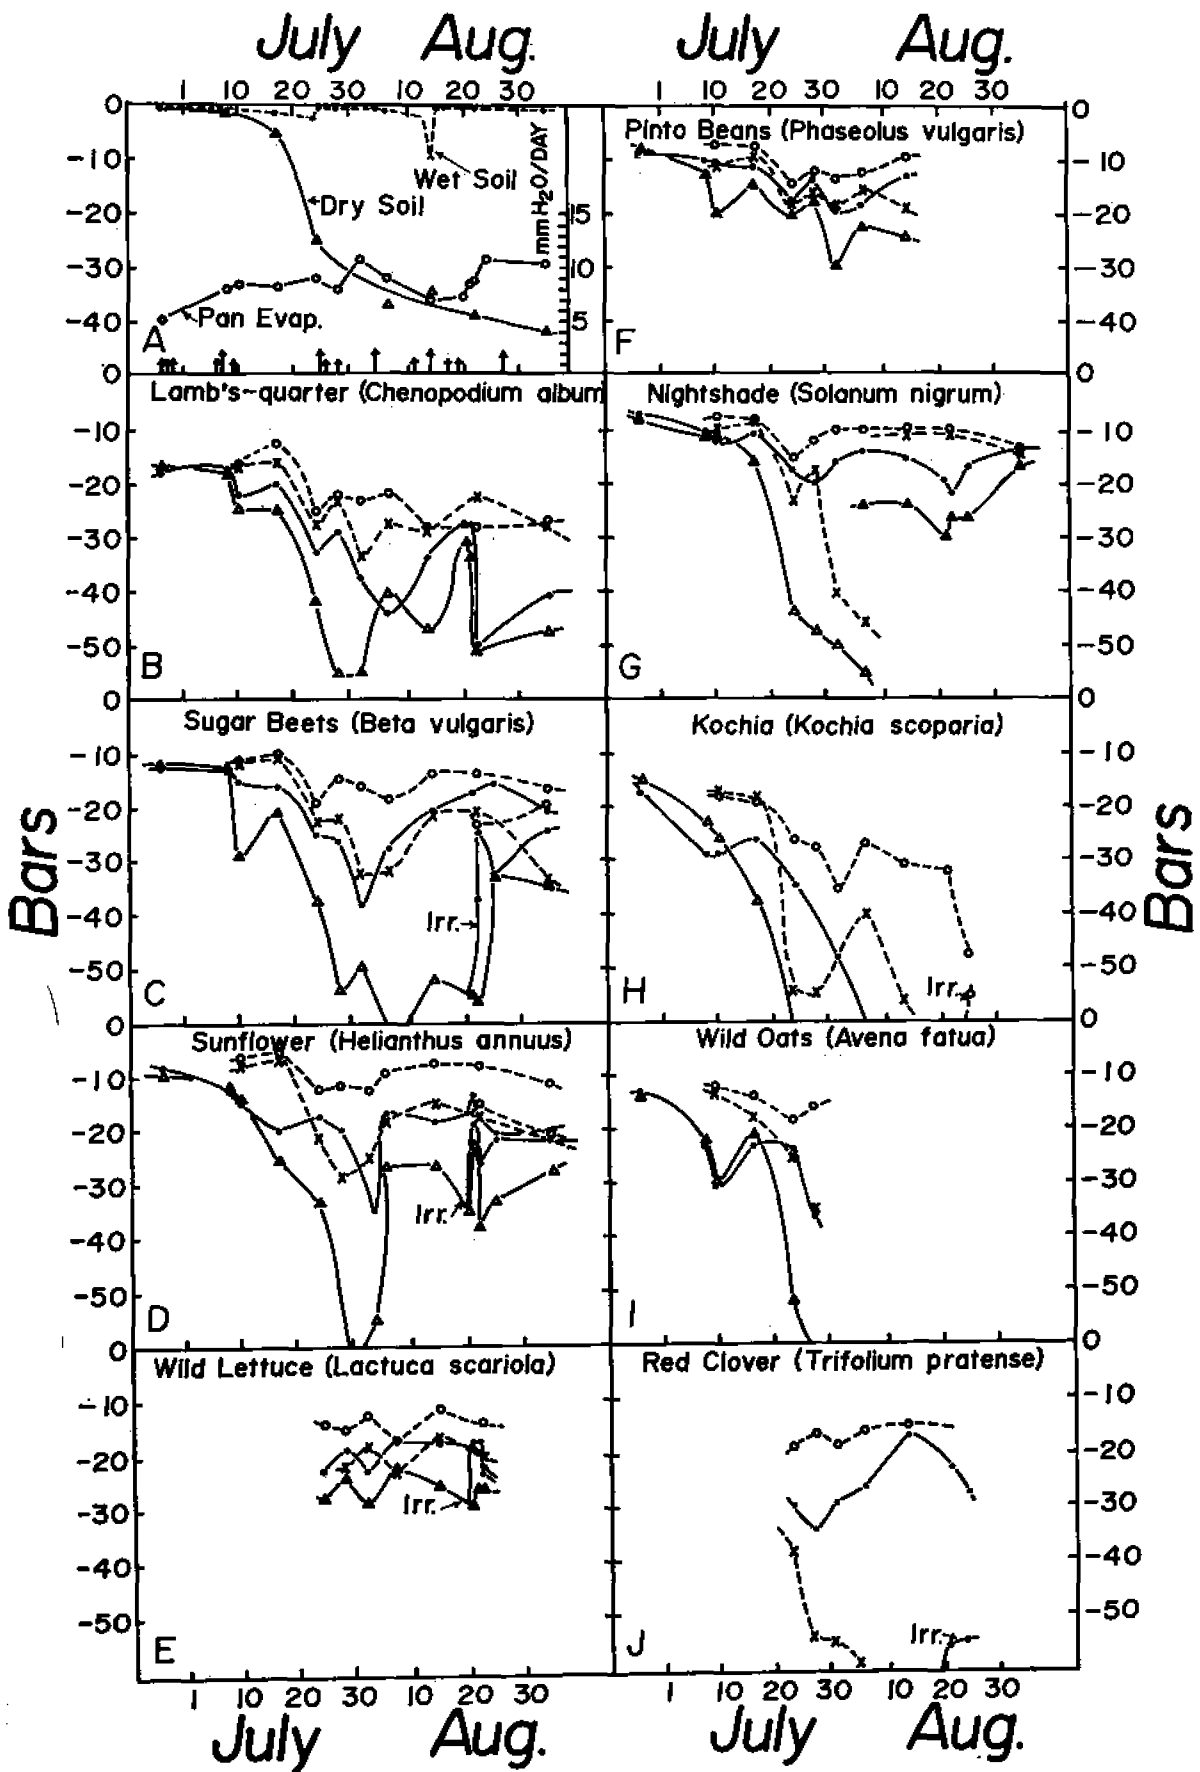 July Aug. July Aug.
1 10 20 30 10 20 30 1 10 20 30 10 20 30
0
-10
-20
-30
-40
Wet Soil
Dry Soil
Pan Evap.
mm H2O/DAY
15
10
5
A
Pinto Beans (Phaseolus vulgaris)
F
0
-10
-20
-30
-40
Lamb's-quarter (Chenopodium album
B
0
-10
-20
-30
-40
-50
Nightshade (Solanum nigrum)
G
0
-10
-20
-30
-40
-50
Sugar Beets (Beta vulgaris)
Irr.
C
0
-10
-20
-30
-40
-50
Kochia (Kochia scoparia)
Irr.
H
0
-10
-20
-30
-40
-50
Bars
Bars
Sunflower (Helianthus annuus)
Irr.
D
0
-10
-20
-30
-40
-50
Wild Oats (Avena fatua)
I
0
-10
-20
-30
-40
-50
Wild Lettuce (Lactuca scariola)
Irr.
E
0
-10
-20
-30
-40
-50
Red Clover (Trifolium pratense)
Irr.
J
0
-10
-20
-30
-40
-50
1 10 20 30 10 20 30 1 10 20 30 10 20 30
July Aug. July Aug.